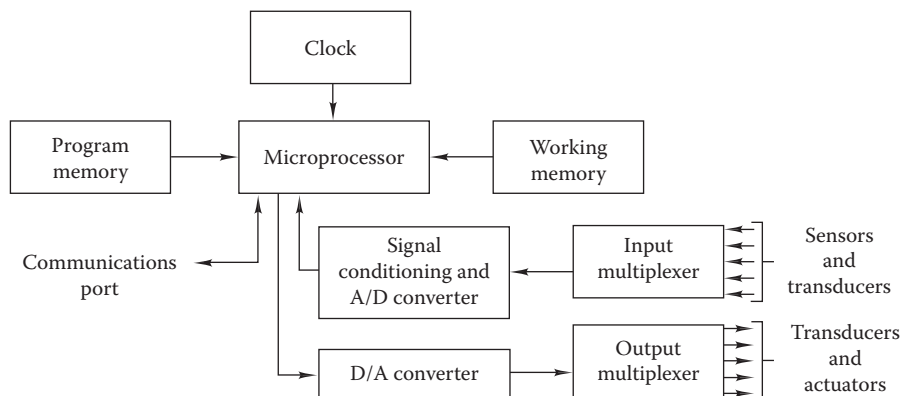 Clock
Program
memory
Microprocessor
Working
memory
Communications
port
Signal
conditioning and
A/D converter
Input
multiplexer
Sensors
and
transducers
D/A converter
Output
multiplexer
Transducers
and
actuators